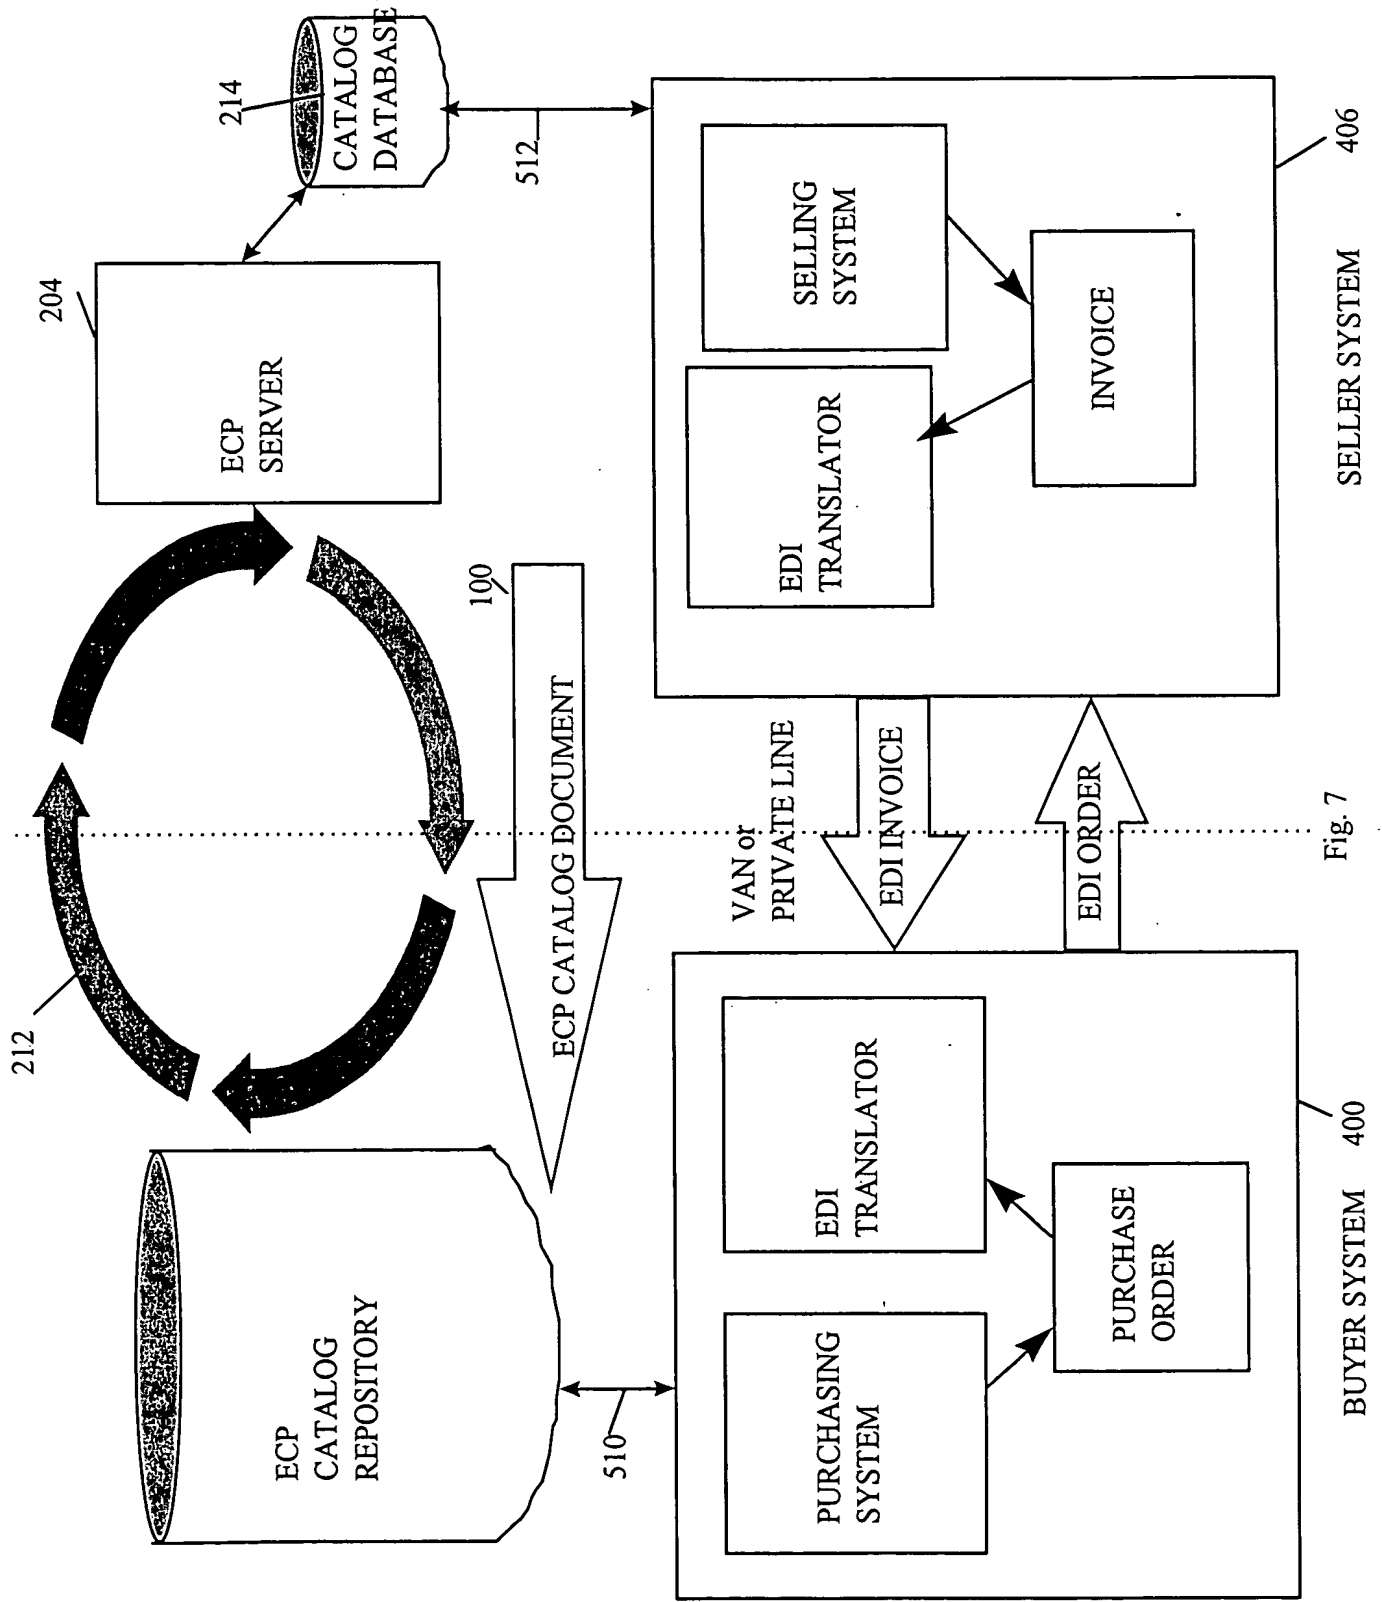 212
204
214
ECP
CATALOG
REPOSITORY
ECP
SERVER
CATALOG
DATABASE
100
ECP CATALOG DOCUMENT
510
512
VAN or
PRIVATE LINE
PURCHASING
SYSTEM
EDI
TRANSLATOR
PURCHASE
ORDER
EDI INVOICE
EDI ORDER
EDI
TRANSLATOR
SELLING
SYSTEM
INVOICE
BUYER SYSTEM
400
SELLER SYSTEM
406
Fig. 7